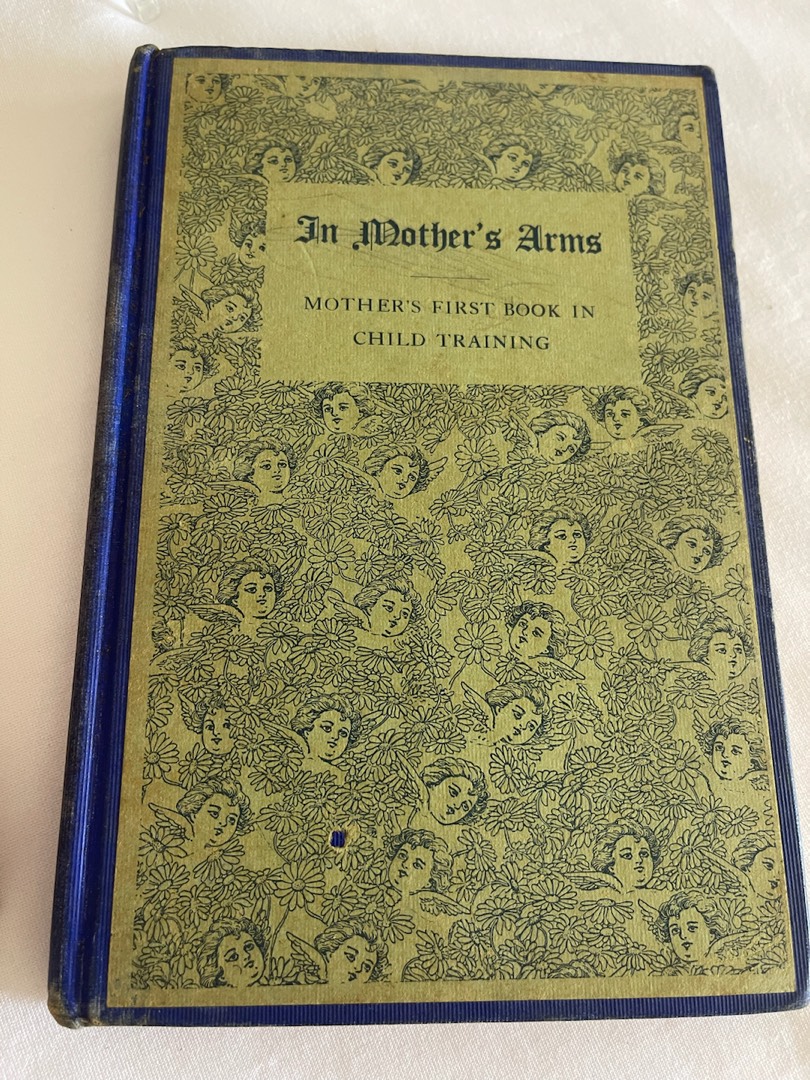 In Mother's Arms
MOTHER'S FIRST BOOK IN
CHILD TRAINING